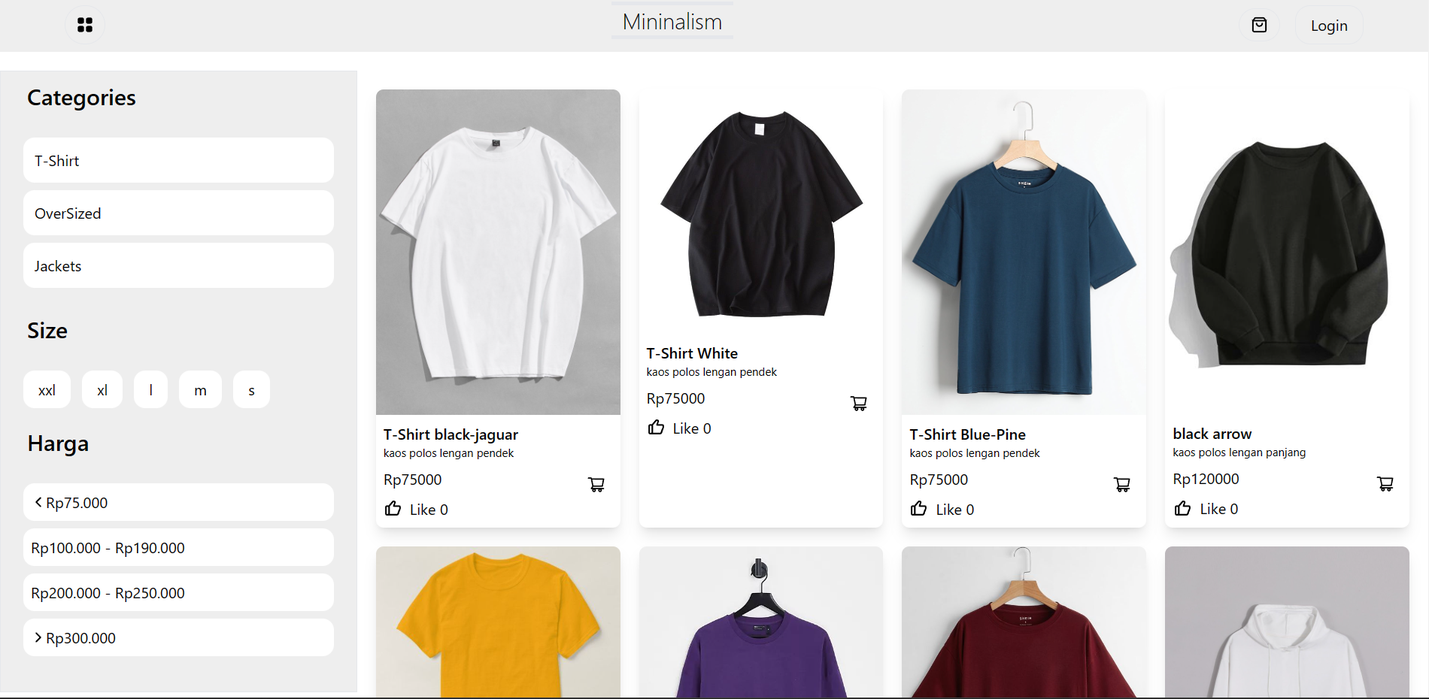 Mininalism
Login
Categories
T-Shirt
OverSized
Jackets
Size
xxl xl l m s
Harga
< Rp75.000
Rp100.000 - Rp190.000
Rp200.000 - Rp250.000
> Rp300.000
T-Shirt black-jaguar
kaos polos lengan pendek
Rp75000
Like 0
T-Shirt White
kaos polos lengan pendek
Rp75000
Like 0
T-Shirt Blue-Pine
kaos polos lengan pendek
Rp75000
Like 0
black arrow
kaos polos lengan panjang
Rp120000
Like 0